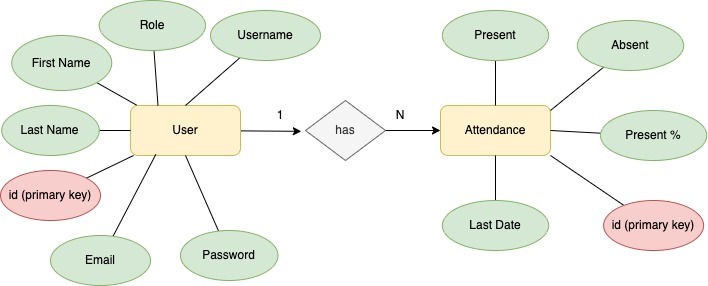 Role
Username
Present
Absent
First Name
1
N
Last Name
User
has
Attendance
Present %
id (primary key)
Last Date
id (primary key)
Email
Password